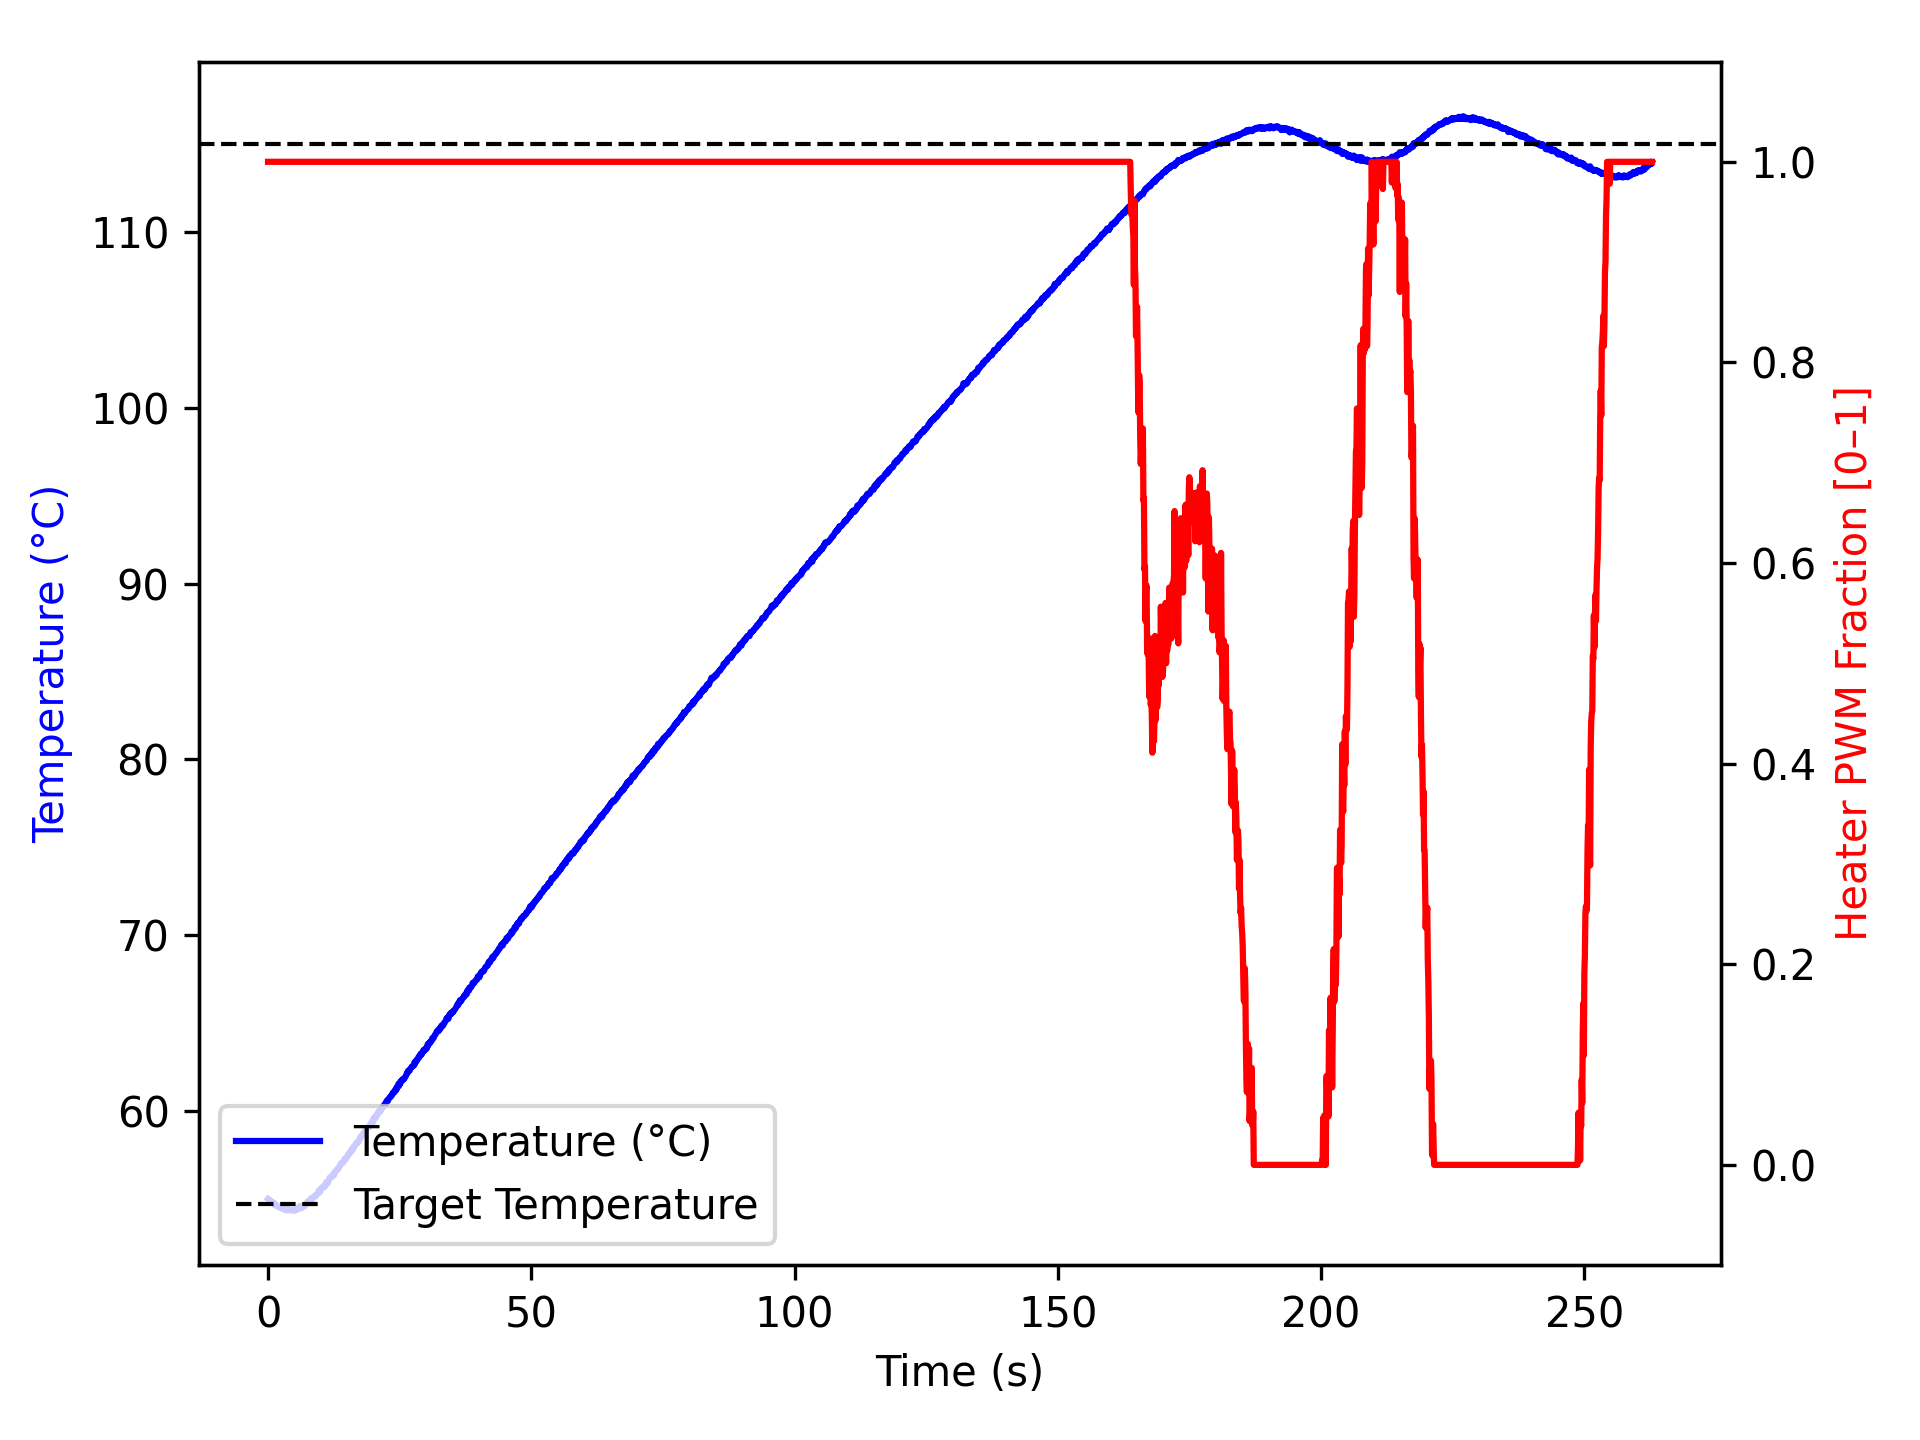 110
100
90
80
70
60
Temperature (°C)
1.0
0.8
0.6
0.4
0.2
0.0
Heater PWM Fraction [0–1]
Temperature (°C)
Target Temperature
0 50 100 150 200 250
Time (s)